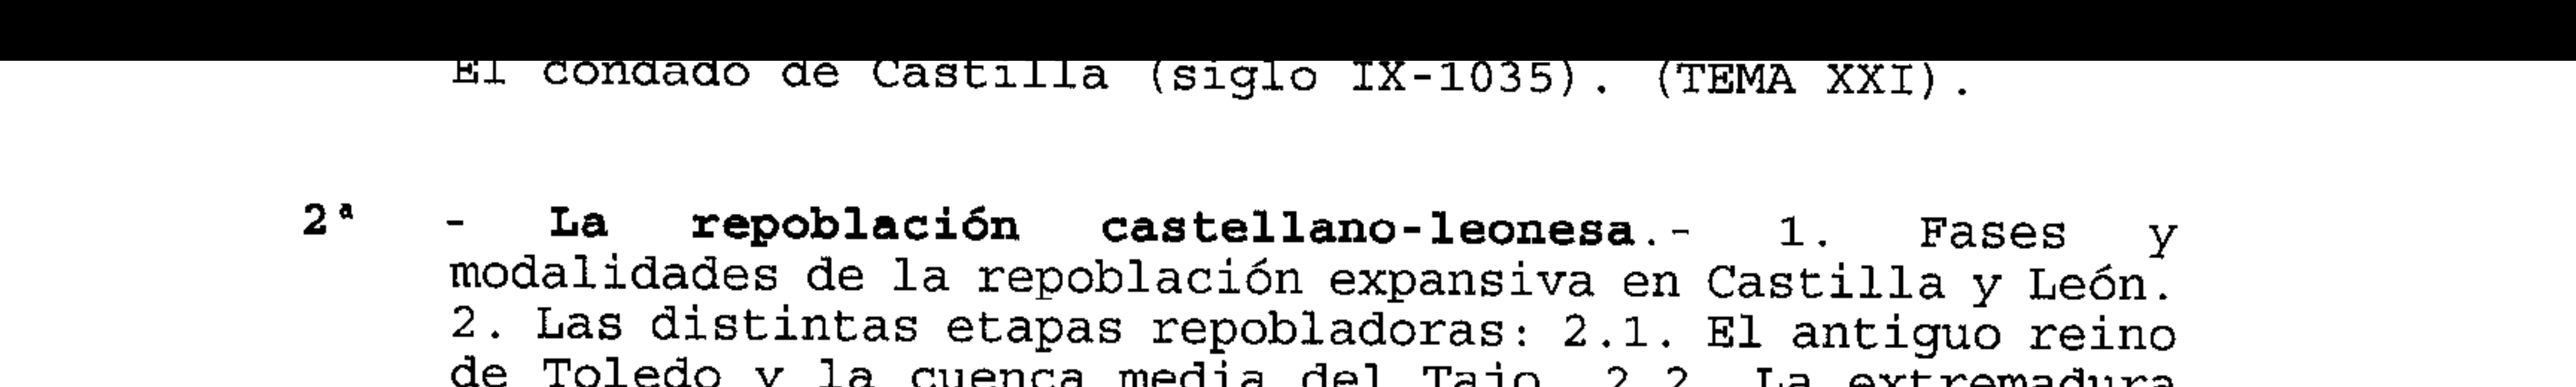 El condado de Castilla (siglo IX-1035). (TEMA XXI).
2ª - La repoblación castellano-leonesa.- 1. Fases y
modalidades de la repoblación expansiva en Castilla y León.
2. Las distintas etapas repobladoras: 2.1. El antiguo reino
de Toledo y la cuenca media del Tajo. 2.2. La extremadura